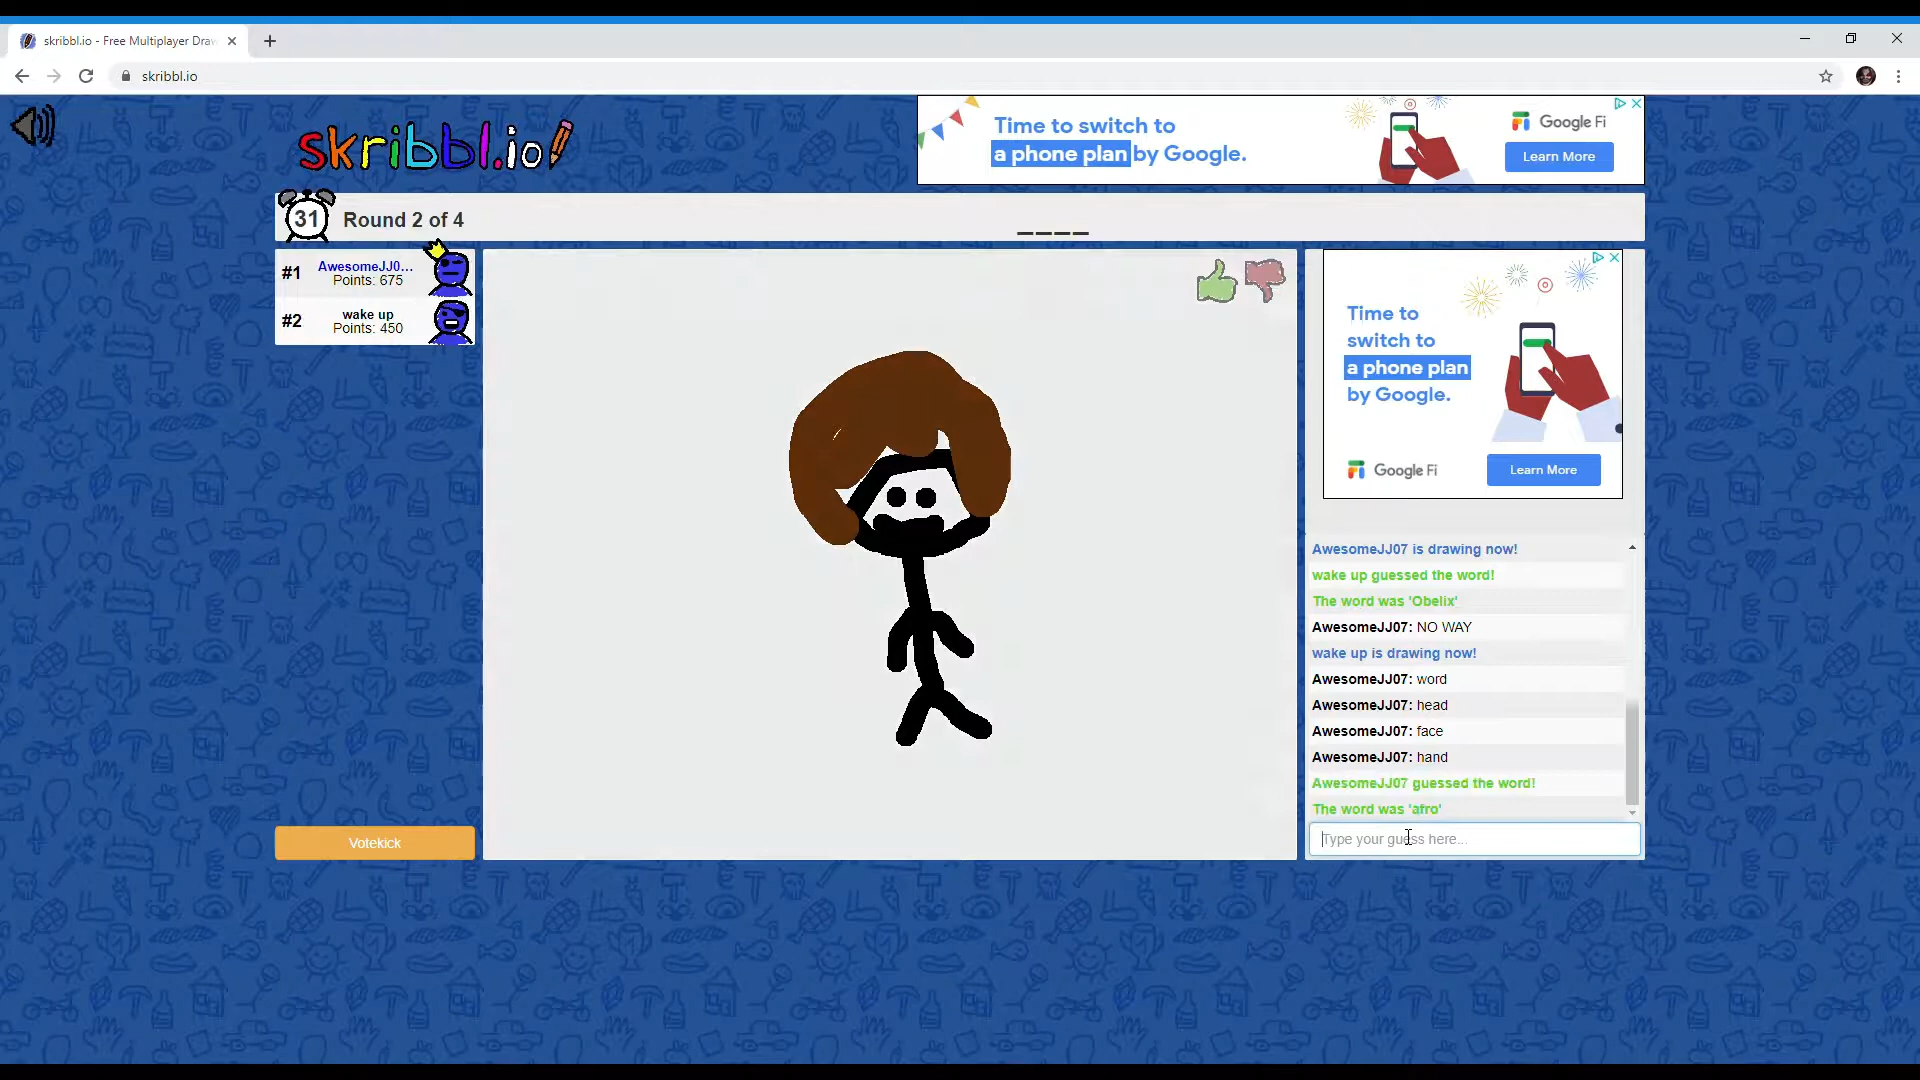 skribbl.io - Free Multiplayer Draw
skribbl.io
skribbl.io
Time to switch to
a phone plan by Google.
Google Fi
Learn More
31
Round 2 of 4
____
#1
AwesomeJJ0...
Points: 675
#2
wake up
Points: 450
Time to
switch to
a phone plan
by Google.
Google Fi
Learn More
AwesomeJJ07 is drawing now!
wake up guessed the word!
The word was 'Obelix'
AwesomeJJ07: NO WAY
wake up is drawing now!
AwesomeJJ07: word
AwesomeJJ07: head
AwesomeJJ07: face
AwesomeJJ07: hand
AwesomeJJ07 guessed the word!
The word was 'afro'
Type your guess here...
Votekick